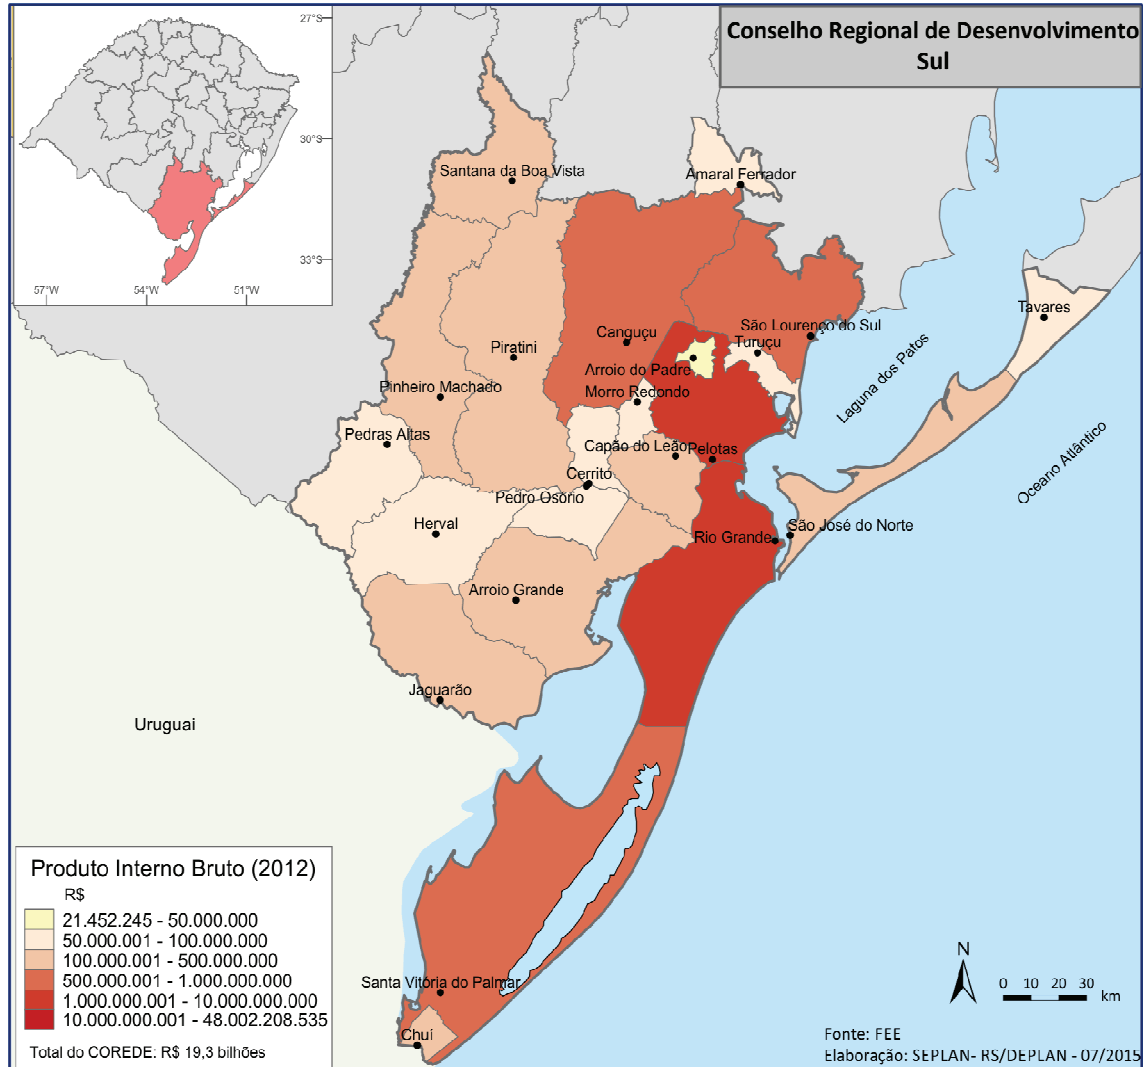 Conselho Regional de Desenvolvimento
Sul
27°S
30°S
33°S
57°W
54°W
51°W
Santana da Boa Vista
Amaral Ferrador
Tavares
São Lourenço do Sul
Canguçu
Turuçu
Piratini
Arroio do Padre
Laguna dos Patos
Pinheiro Machado
Morro Redondo
Pedras Altas
Capão do Leão
Pelotas
Oceano Atlântico
Cerrito
Pedro Osório
Herval
São José do Norte
Rio Grande
Arroio Grande
Jaguarão
Uruguai
Produto Interno Bruto (2012)
R$
21.452.245 - 50.000.000
50.000.001 - 100.000.000
100.000.001 - 500.000.000
500.000.001 - 1.000.000.000
1.000.000.001 - 10.000.000.000
10.000.000.001 - 48.002.208.535
Total do COREDE: R$ 19,3 bilhões
Santa Vitória do Palmar
Chuí
N
0 10 20 30
km
Fonte: FEE
Elaboração: SEPLAN- RS/DEPLAN - 07/2015